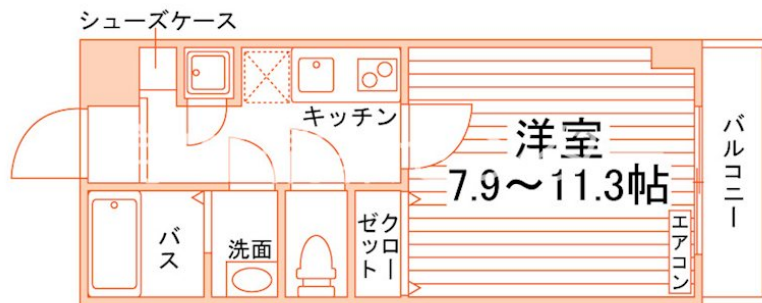 シューズケース
キッチン
洋室
7.9～11.3帖
バルコニー
エアコン
クロー
ゼット
洗面
バス